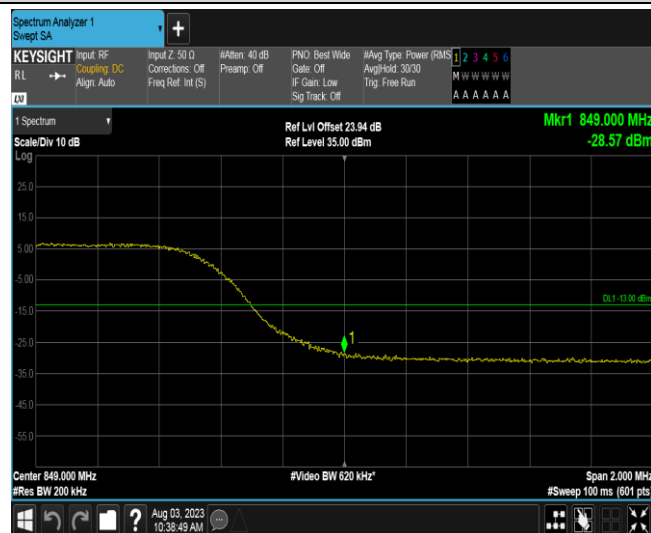 Spectrum Analyzer 1
Swept SA
KEYSIGHT
RL
Input: RF
Coupling: DC
Align: Auto
Input Z: 50 Ω
Corrections: Off
Freq Ref: Int (S)
#Atten: 40 dB
Preamp: Off
PNO: Best Wide
Gate: Off
IF Gain: Low
Sig Track: Off
#Avg Type: Power (RMS
Avg|Hold: 30/30
Trig: Free Run
1 2 3 4 5 6
M W W W W W
A A A A A A
LXI
1 Spectrum
Scale/Div 10 dB
Ref Lvl Offset 23.94 dB
Ref Level 35.00 dBm
Mkr1 849.000 MHz
-28.57 dBm
Log
25.0
15.0
5.00
-5.00
DL1 -13.00 dBm
-15.0
1
-25.0
-35.0
-45.0
-55.0
Center 849.000 MHz
#Video BW 620 kHz*
Span 2.000 MHz
#Res BW 200 kHz
#Sweep 100 ms (601 pts)
Aug 03, 2023
10:38:49 AM